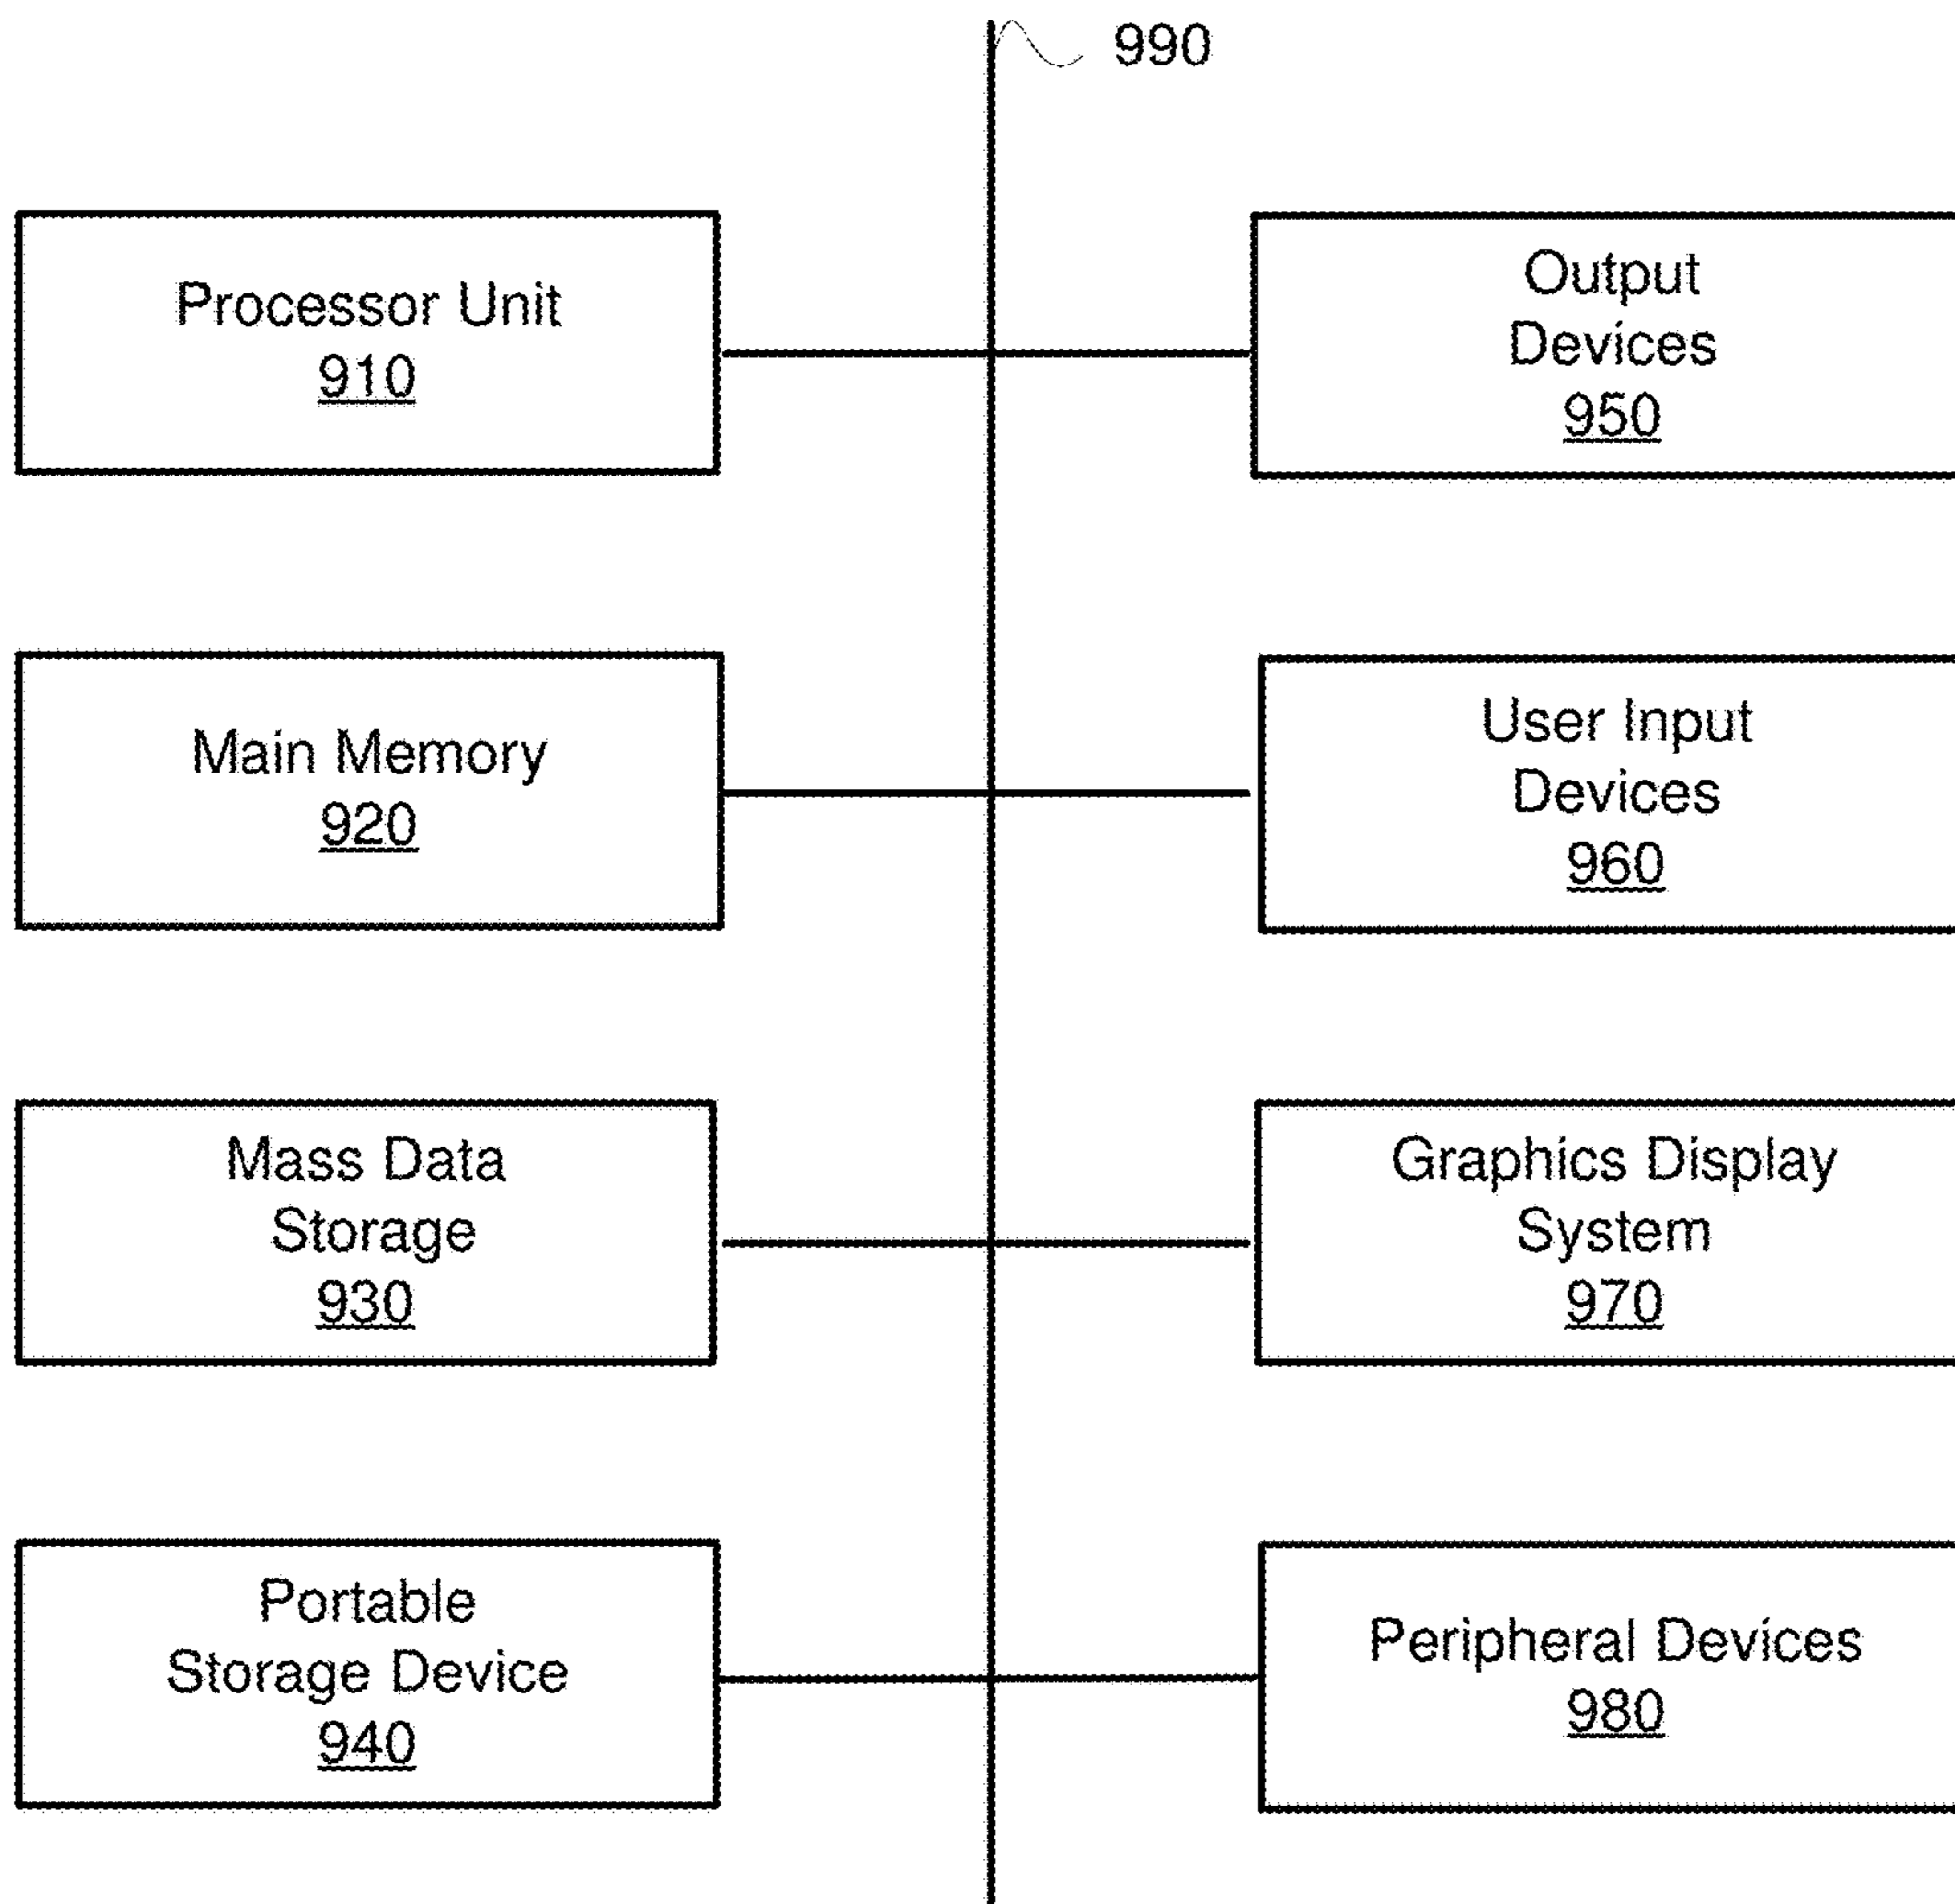 990
Processor Unit
910
Output
Devices
950
Main Memory
920
User Input
Devices
960
Mass Data
Storage
930
Graphics Display
System
970
Portable
Storage Device
940
Peripheral Devices
980